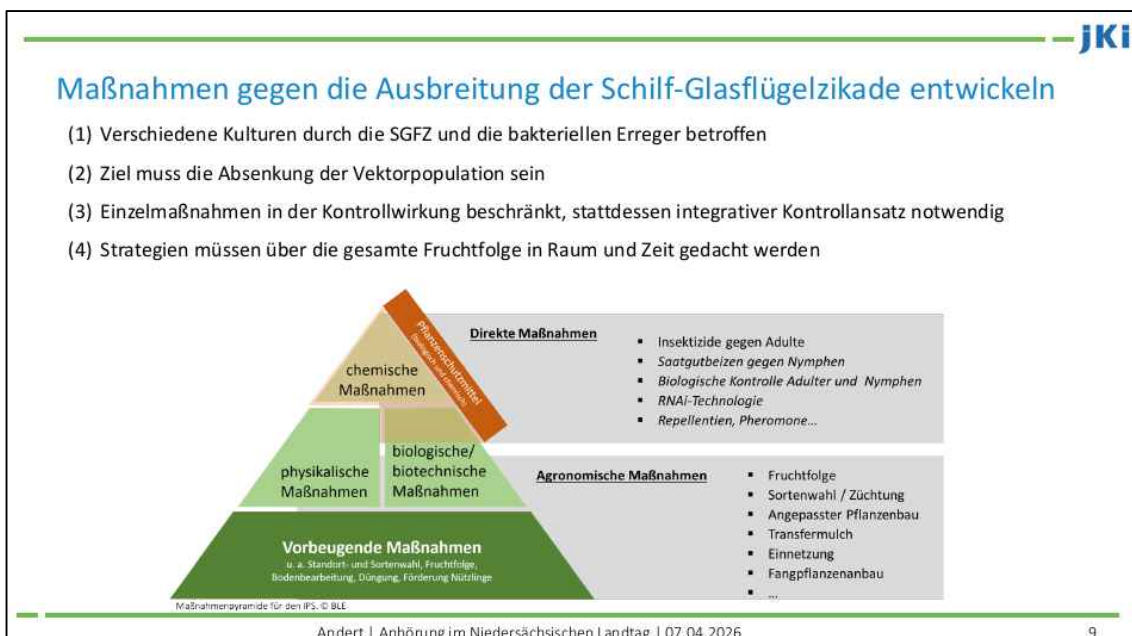 jKi
Maßnahmen gegen die Ausbreitung der Schilf-Glasflügelzikade entwickeln
(1) Verschiedene Kulturen durch die SGFZ und die bakteriellen Erreger betroffen
(2) Ziel muss die Absenkung der Vektorpopulation sein
(3) Einzelmaßnahmen in der Kontrollwirkung beschränkt, stattdessen integrativer Kontrollansatz notwendig
(4) Strategien müssen über die gesamte Fruchtfolge in Raum und Zeit gedacht werden
chemische
Maßnahmen
Pflanzenschutzmittel
(biologisch und chemisch)
physikalische
Maßnahmen
biologische/
biotechnische
Maßnahmen
Vorbeugende Maßnahmen
u. a. Standort- und Sortenwahl, Fruchtfolge,
Bodenbearbeitung, Düngung, Förderung Nützlinge
Direkte Maßnahmen
▪ Insektizide gegen Adulte
▪ Saatgutbeizen gegen Nymphen
▪ Biologische Kontrolle Adulter und Nymphen
▪ RNAi-Technologie
▪ Repellentien, Pheromone…
Agronomische Maßnahmen
▪ Fruchtfolge
▪ Sortenwahl / Züchtung
▪ Angepasster Pflanzenbau
▪ Transfermulch
▪ Einnetzung
▪ Fangpflanzenanbau
▪ …
Maßnahmenpyramide für den IPS. © BLE
Andert | Anhörung im Niedersächsischen Landtag | 07.04.2026
9